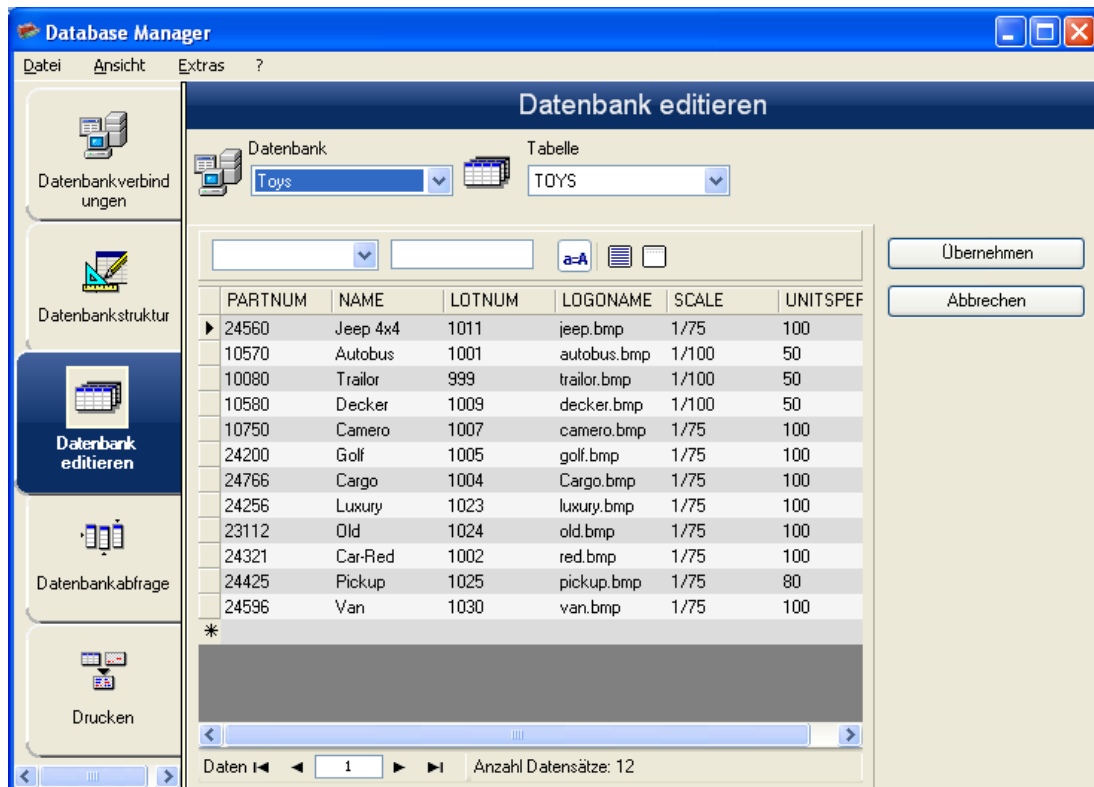 Database Manager
Datei Ansicht Extras ?
Datenbank editieren
Datenbankverbind
ungen
Datenbankstruktur
Datenbank
editieren
Datenbankabfrage
Drucken
Datenbank Tabelle
Toys TOYS
a=A
Übernehmen
Abbrechen
PARTNUM NAME LOTNUM LOGONAME SCALE UNITSPER
24560 Jeep 4x4 1011 jeep.bmp 1/75 100
10570 Autobus 1001 autobus.bmp 1/100 50
10080 Trailor 999 trailor.bmp 1/100 50
10580 Decker 1009 decker.bmp 1/100 50
10750 Camero 1007 camero.bmp 1/75 100
24200 Golf 1005 golf.bmp 1/75 100
24766 Cargo 1004 Cargo.bmp 1/75 100
24256 Luxury 1023 luxury.bmp 1/75 100
23112 Old 1024 old.bmp 1/75 100
24321 Car-Red 1002 red.bmp 1/75 100
24425 Pickup 1025 pickup.bmp 1/75 80
24596 Van 1030 van.bmp 1/75 100
Daten 1 Anzahl Datensätze: 12